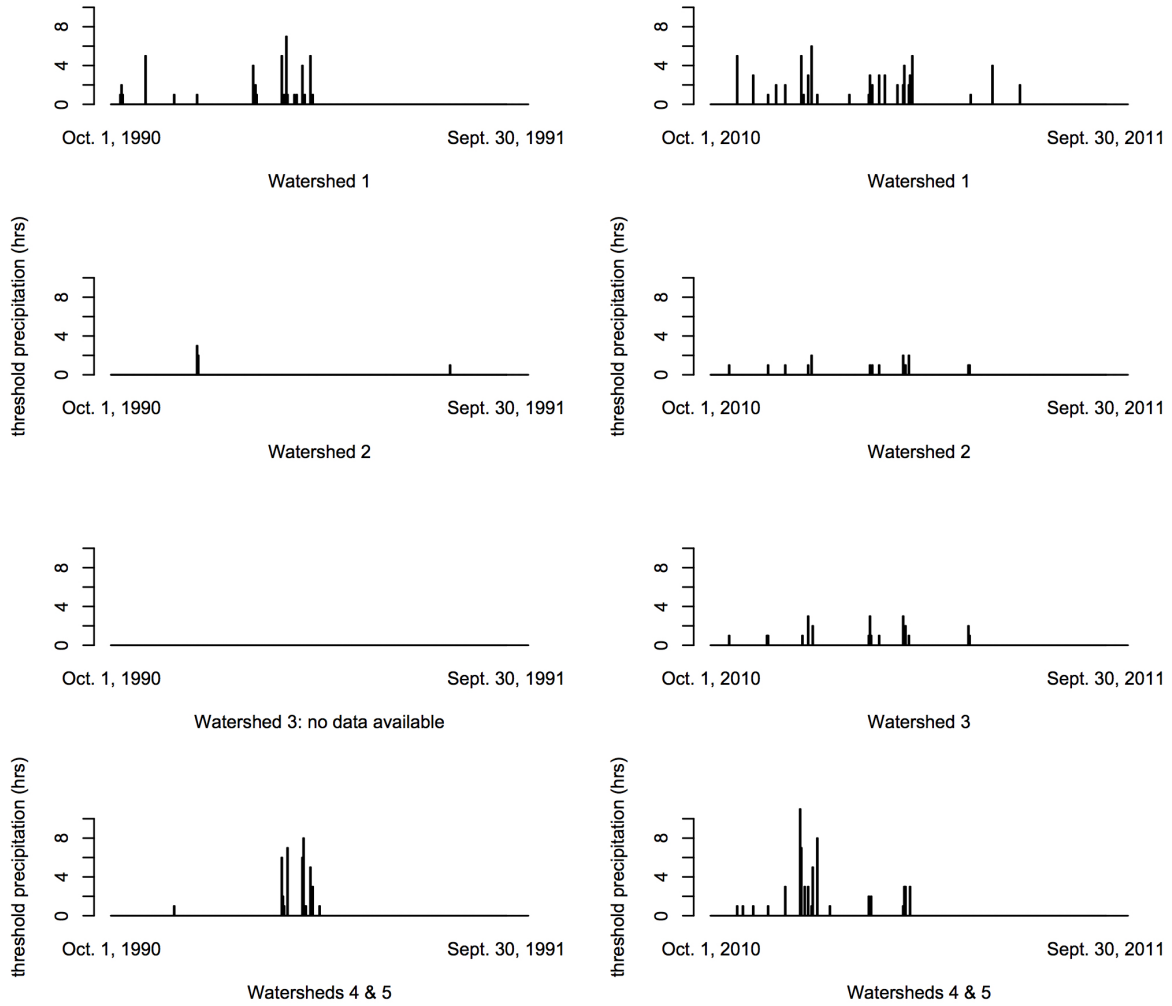 0 4 8
Oct. 1, 1990 Sept. 30, 1991
Watershed 1
0 4 8
Oct. 1, 2010 Sept. 30, 2011
Watershed 1
threshold precipitation (hrs)
0 4 8
Oct. 1, 1990 Sept. 30, 1991
Watershed 2
threshold precipitation (hrs)
0 4 8
Oct. 1, 2010 Sept. 30, 2011
Watershed 2
0 4 8
Oct. 1, 1990 Sept. 30, 1991
Watershed 3: no data available
0 4 8
Oct. 1, 2010 Sept. 30, 2011
Watershed 3
threshold precipitation (hrs)
0 4 8
Oct. 1, 1990 Sept. 30, 1991
Watersheds 4 & 5
threshold precipitation (hrs)
0 4 8
Oct. 1, 2010 Sept. 30, 2011
Watersheds 4 & 5